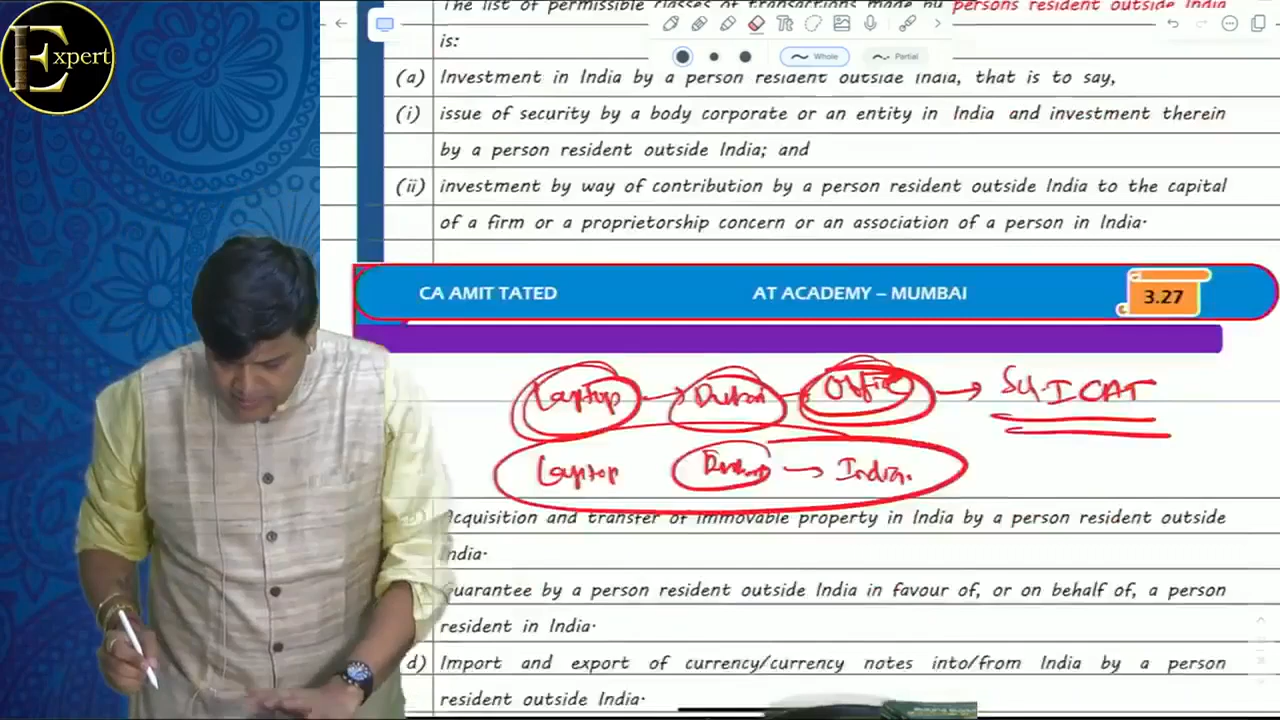 Expert
The list of permissible classes of transactions made by persons resident outside India
is:
Whole
Partial
(a) Investment in India by a person resident outside India, that is to say,
(i) issue of security by a body corporate or an entity in India and investment therein
by a person resident outside India; and
(ii) investment by way of contribution by a person resident outside India to the capital
of a firm or a proprietorship concern or an association of a person in India.
CA AMIT TATED AT ACADEMY – MUMBAI 3.27
Laptop Dubai Office
Laptop India.
Acquisition and transfer of immovable property in India by a person resident outside
India.
Guarantee by a person resident outside India in favour of, or on behalf of, a person
resident in India.
d) Import and export of currency/currency notes into/from India by a person
resident outside India.